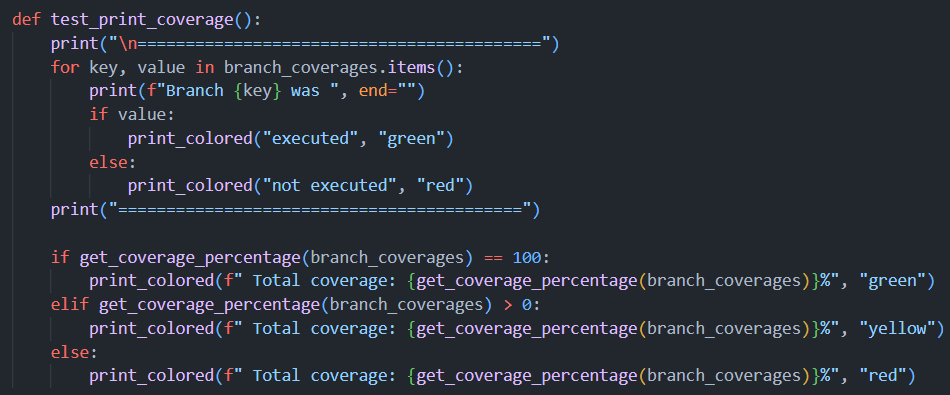 def test_print_coverage():
    print("\n==========================================")
    for key, value in branch_coverages.items():
        print(f"Branch {key} was ", end="")
        if value:
            print_colored("executed", "green")
        else:
            print_colored("not executed", "red")
    print("==========================================")
    if get_coverage_percentage(branch_coverages) == 100:
        print_colored(f" Total coverage: {get_coverage_percentage(branch_coverages)}%", "green")
    elif get_coverage_percentage(branch_coverages) > 0:
        print_colored(f" Total coverage: {get_coverage_percentage(branch_coverages)}%", "yellow")
    else:
        print_colored(f" Total coverage: {get_coverage_percentage(branch_coverages)}%", "red")